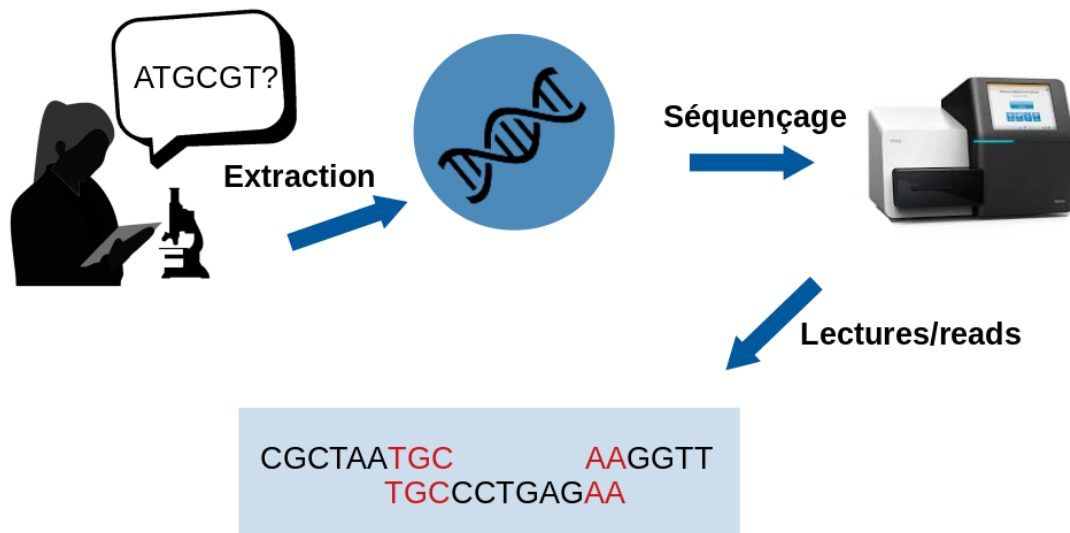 ATGCGT?
Extraction
Séquençage
Lectures/reads
CGCTAATGC AAGGTT
TGCCCTGAGAA